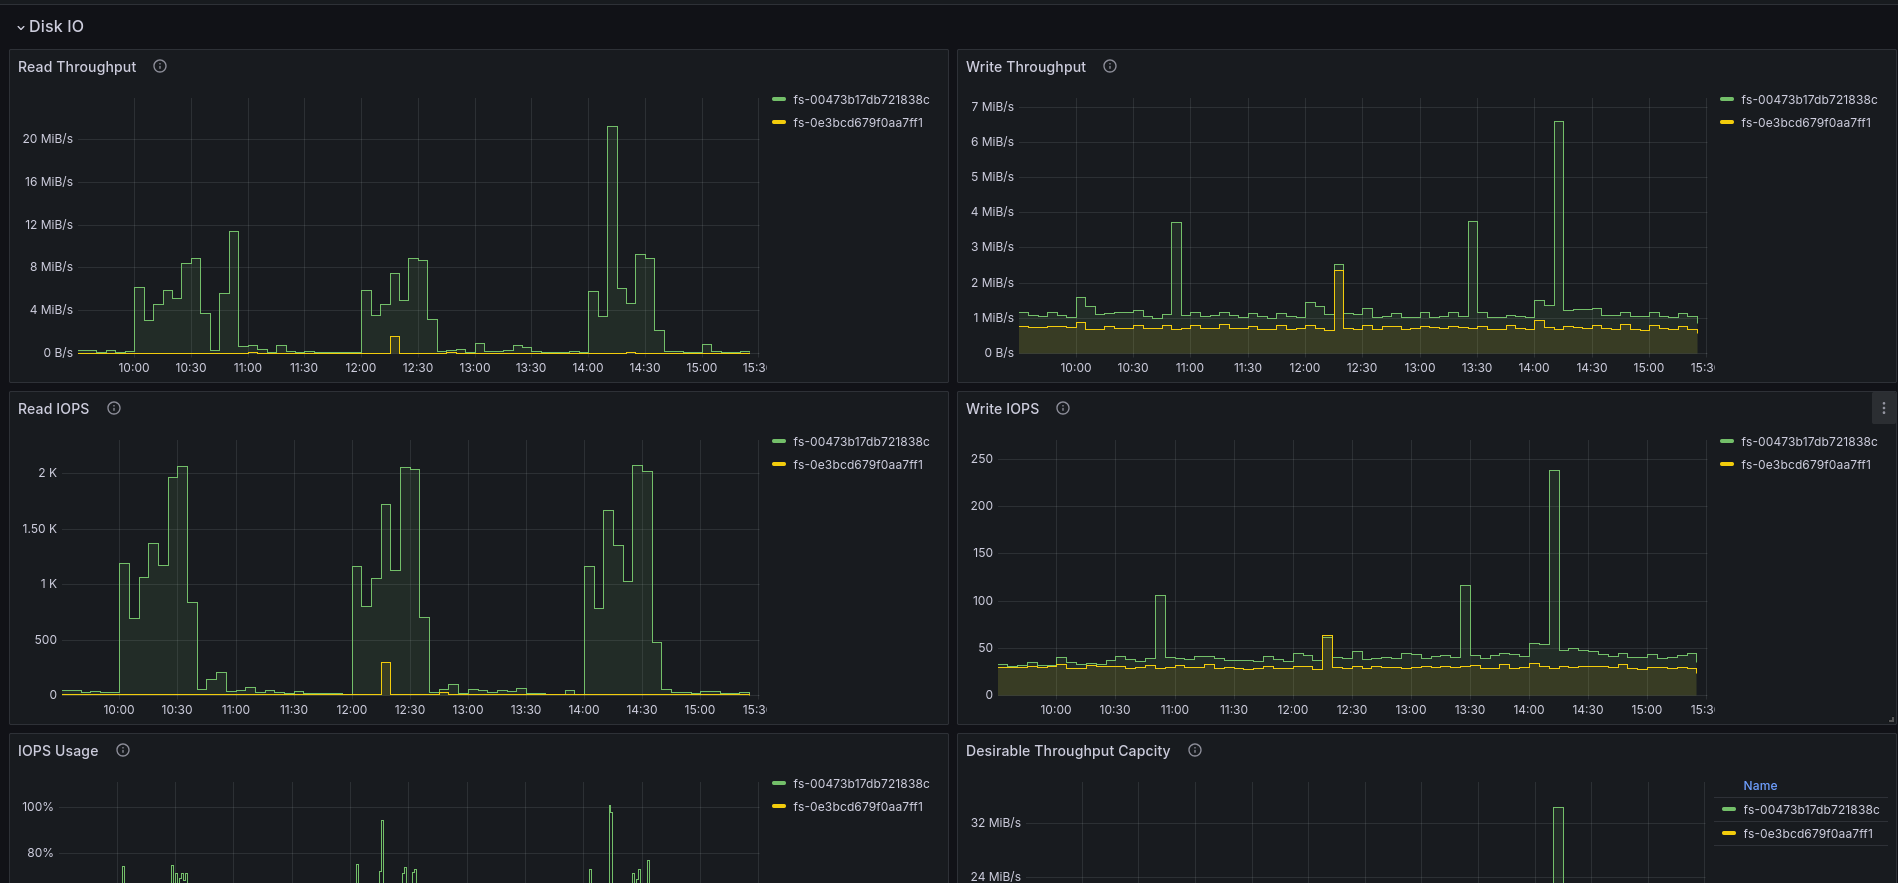 Disk IO
Read Throughput
20 MiB/s
16 MiB/s
12 MiB/s
8 MiB/s
4 MiB/s
0 B/s
10:00 10:30 11:00 11:30 12:00 12:30 13:00 13:30 14:00 14:30 15:00 15:3
fs-00473b17db721838c
fs-0e3bcd679f0aa7ff1
Write Throughput
7 MiB/s
6 MiB/s
5 MiB/s
4 MiB/s
3 MiB/s
2 MiB/s
1 MiB/s
0 B/s
10:00 10:30 11:00 11:30 12:00 12:30 13:00 13:30 14:00 14:30 15:00 15:3
fs-00473b17db721838c
fs-0e3bcd679f0aa7ff1
Read IOPS
2 K
1.50 K
1 K
500
0
10:00 10:30 11:00 11:30 12:00 12:30 13:00 13:30 14:00 14:30 15:00 15:3
fs-00473b17db721838c
fs-0e3bcd679f0aa7ff1
Write IOPS
250
200
150
100
50
0
10:00 10:30 11:00 11:30 12:00 12:30 13:00 13:30 14:00 14:30 15:00 15:3
fs-00473b17db721838c
fs-0e3bcd679f0aa7ff1
IOPS Usage
100%
80%
fs-00473b17db721838c
fs-0e3bcd679f0aa7ff1
Desirable Throughput Capcity
32 MiB/s
24 MiB/s
Name
fs-00473b17db721838c
fs-0e3bcd679f0aa7ff1